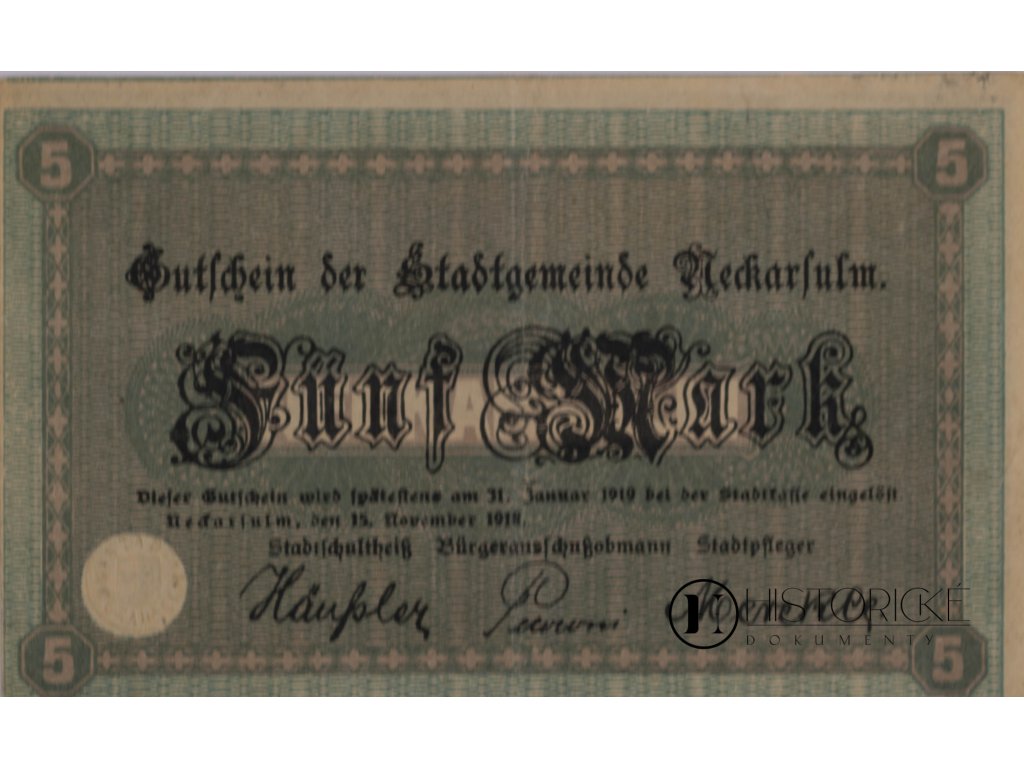 5 5
Gutschein der Stadtgemeinde Neckarsulm.
Fünf Mark
Dieser Gutschein wird spätestens am 31. Januar 1919 bei der Stadtkasse eingelöst
Neckarsulm, den 15. November 1918.
Stadtschultheiß Bürgerausschußobmann Stadtpfleger
Häußler
HISTORICKÉ
DOKUMENTY
5 5